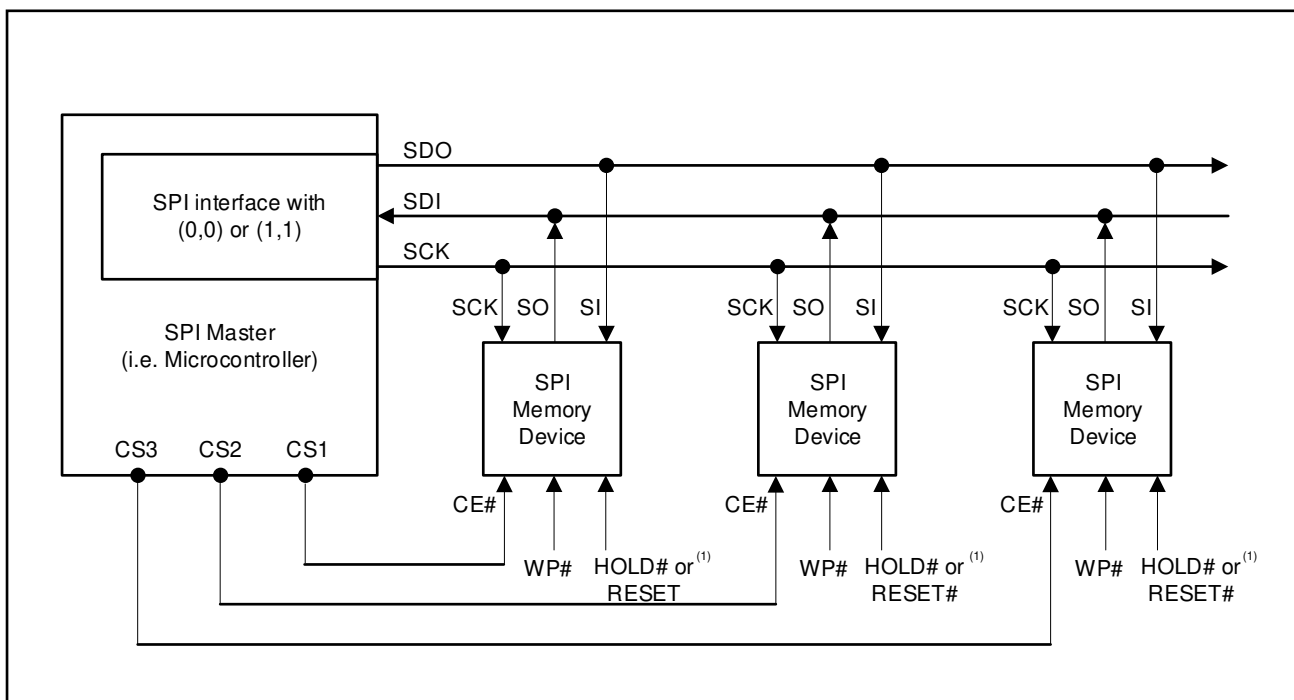 SDO
SPI interface with
(0,0) or (1,1)
SDI
SCK
SPI Master
(i.e. Microcontroller)
CS3 CS2 CS1
SCK SO SI
SPI
Memory
Device
CE#
WP#
HOLD# or (1)
RESET
SCK SO SI
SPI
Memory
Device
CE#
WP#
HOLD# or (1)
RESET#
SCK SO SI
SPI
Memory
Device
CE#
WP#
HOLD# or (1)
RESET#